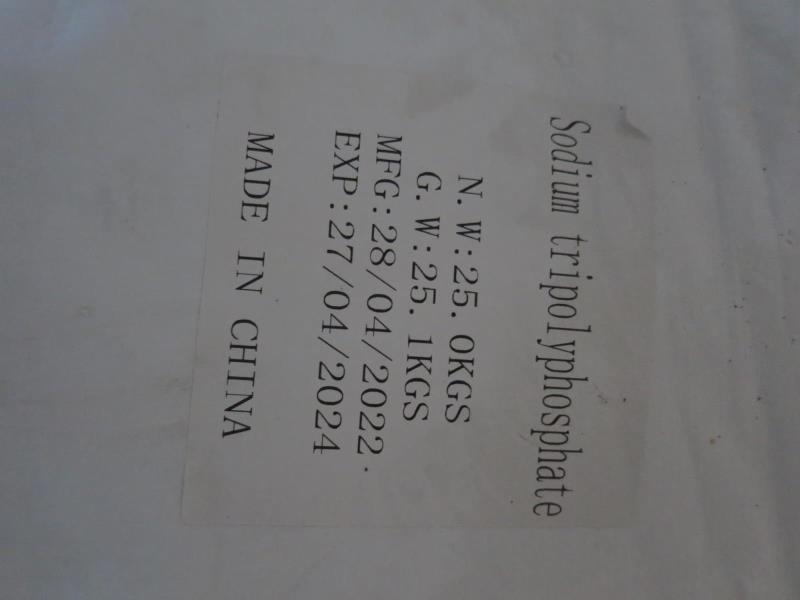 Sodium tripolyphosphate
N.W:25.0KGS
G.W:25.1KGS
MFG:28/04/2022.
EXP:27/04/2024
MADE IN CHINA